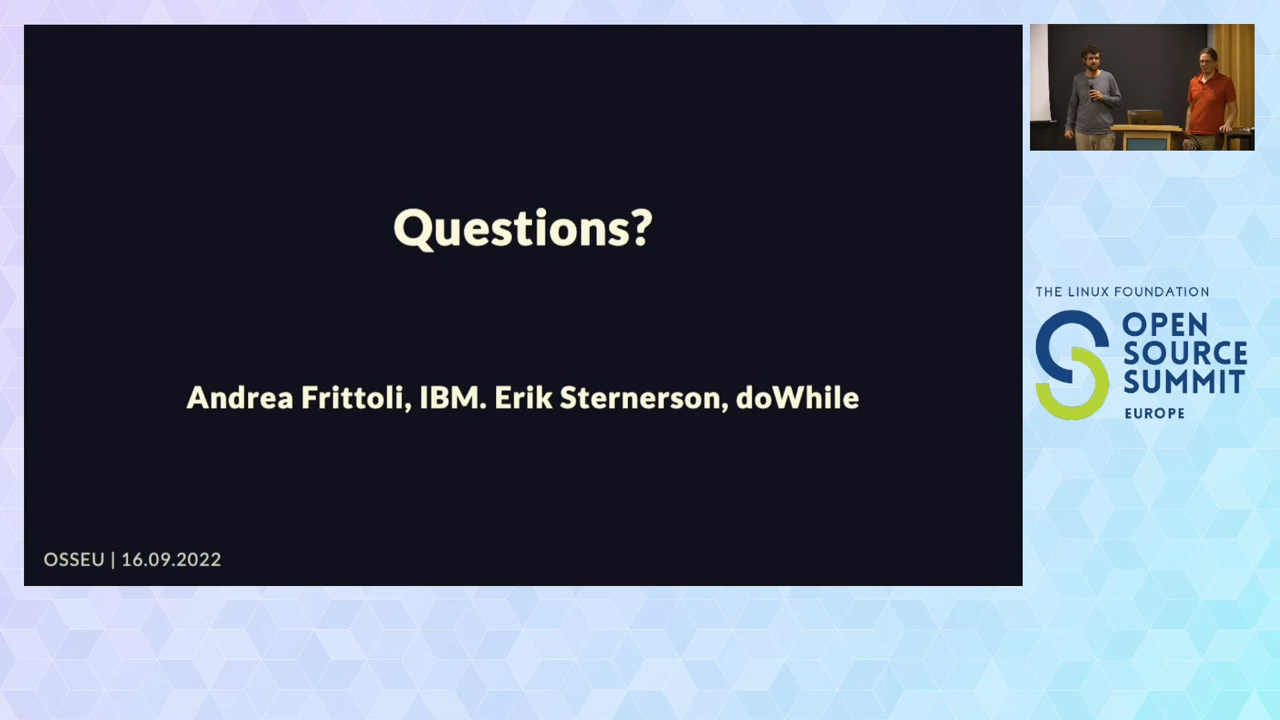 Questions?
Andrea Frittoli, IBM. Erik Sternerson, doWhile
OSSEU | 16.09.2022
THE LINUX FOUNDATION
OPEN
SOURCE
SUMMIT
EUROPE